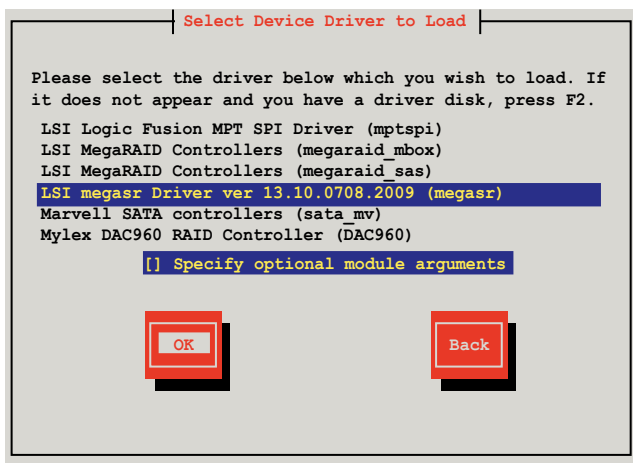 Select Device Driver to Load
Please select the driver below which you wish to load. If
it does not appear and you have a driver disk, press F2.
LSI Logic Fusion MPT SPI Driver (mptspi)
LSI MegaRAID Controllers (megaraid_mbox)
LSI MegaRAID Controllers (megaraid_sas)
LSI megasr Driver ver 13.10.0708.2009 (megasr)
Marvell SATA controllers (sata_mv)
Mylex DAC960 RAID Controller (DAC960)
[] Specify optional module arguments
OK
Back